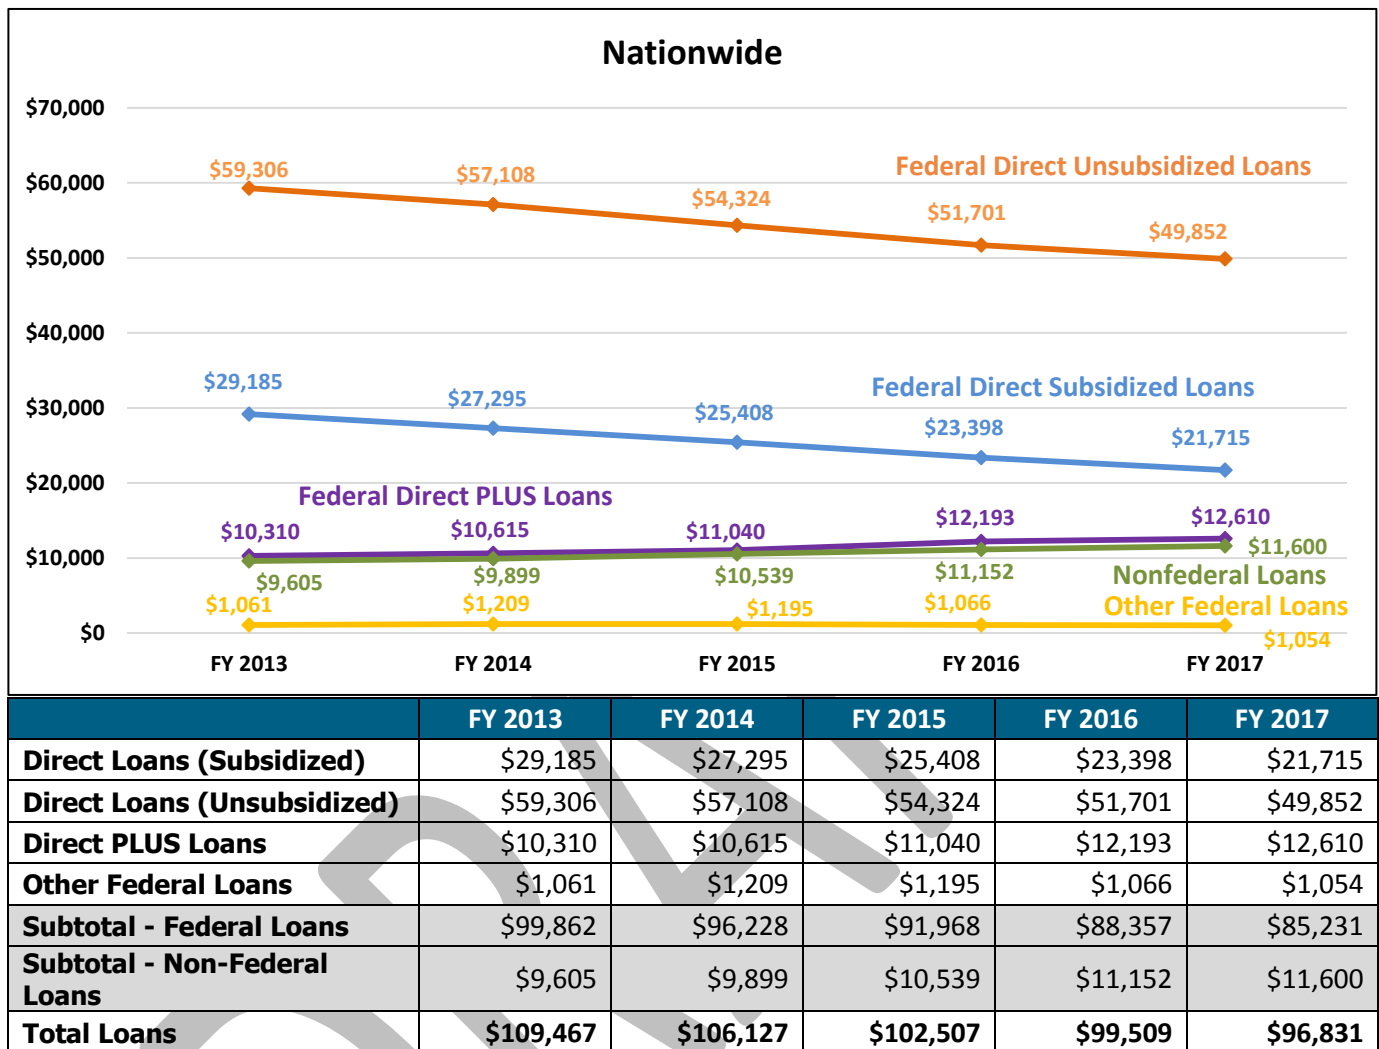 Nationwide
$70,000
$60,000
$50,000
$40,000
$30,000
$20,000
$10,000
$0
Federal Direct Unsubsidized Loans
$59,306 $57,108 $54,324 $51,701 $49,852
Federal Direct Subsidized Loans
$29,185 $27,295 $25,408 $23,398 $21,715
Federal Direct PLUS Loans
$10,310 $10,615 $11,040 $12,193 $12,610
$9,605 $9,899 $10,539 $11,152 $11,600
Nonfederal Loans
Other Federal Loans
$1,061 $1,209 $1,195 $1,066 $1,054
FY 2013 FY 2014 FY 2015 FY 2016 FY 2017
FY 2013 FY 2014 FY 2015 FY 2016 FY 2017
Direct Loans (Subsidized) $29,185 $27,295 $25,408 $23,398 $21,715
Direct Loans (Unsubsidized) $59,306 $57,108 $54,324 $51,701 $49,852
Direct PLUS Loans $10,310 $10,615 $11,040 $12,193 $12,610
Other Federal Loans $1,061 $1,209 $1,195 $1,066 $1,054
Subtotal - Federal Loans $99,862 $96,228 $91,968 $88,357 $85,231
Subtotal - Non-Federal
Loans $9,605 $9,899 $10,539 $11,152 $11,600
Total Loans $109,467 $106,127 $102,507 $99,509 $96,831